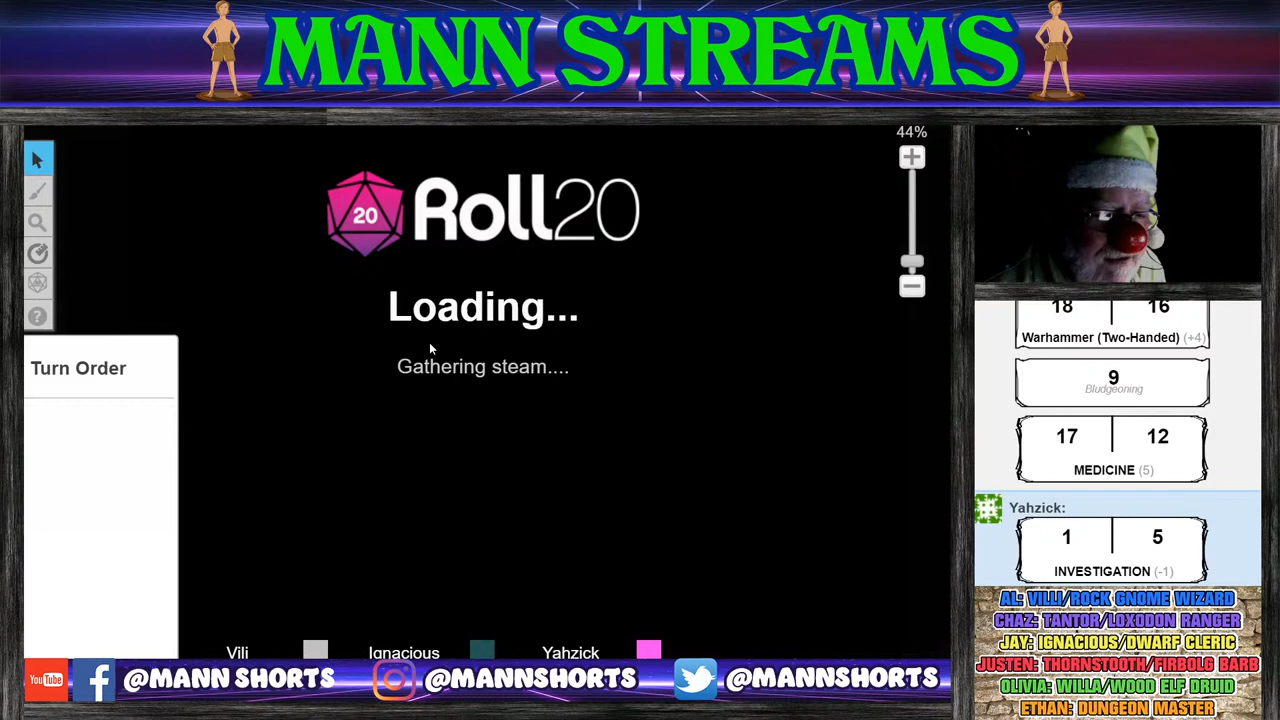 MANN STREAMS
44%
20
Roll20
Loading...
Gathering steam....
Turn Order
18 16
Warhammer (Two-Handed) (+4)
9
Bludgeoning
17 12
MEDICINE (5)
Yahzick:
1 5
INVESTIGATION (-1)
AL: VILLI/ROCK GNOME WIZARD
CHAZ: TANTOR/LOXODON RANGER
JAY: IGNACIOUS/DWARF CLERIC
JUSTEN: THORNSTOOTH/FIRBOLG BARB
OLIVIA: WILLA/WOOD ELF DRUID
ETHAN: DUNGEON MASTER
Vili Ignacious Yahzick
YouTube f @MANN SHORTS @MANNSHORTS @MANNSHORTS